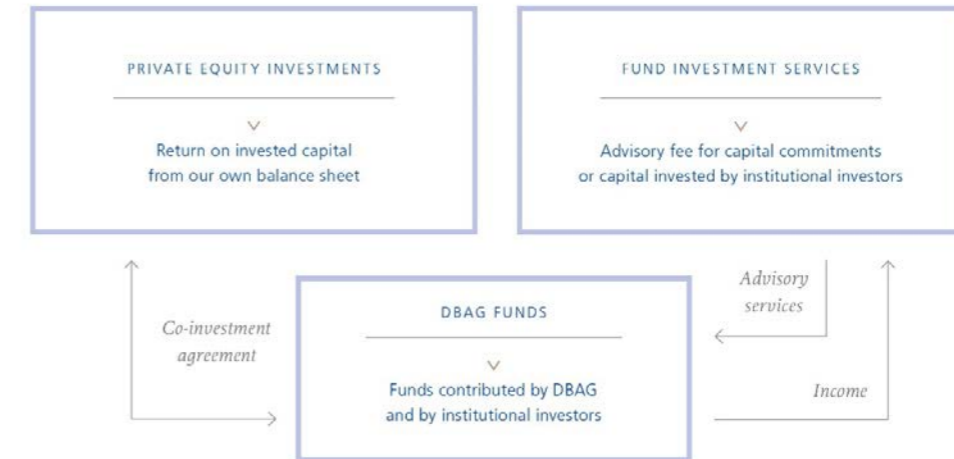 PRIVATE EQUITY INVESTMENTS
Return on invested capital
from our own balance sheet
FUND INVESTMENT SERVICES
Advisory fee for capital commitments
or capital invested by institutional investors
Co-investment
agreement
DBAG FUNDS
Funds contributed by DBAG
and by institutional investors
Advisory
services
Income